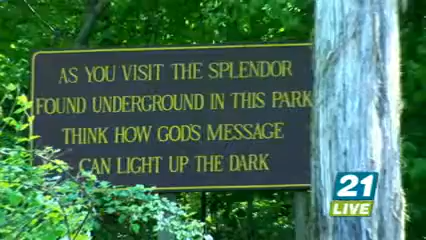 AS YOU VISIT THE SPLENDOR
FOUND UNDERGROUND IN THIS PARK
THINK HOW GOD'S MESSAGE
CAN LIGHT UP THE DARK
21
LIVE